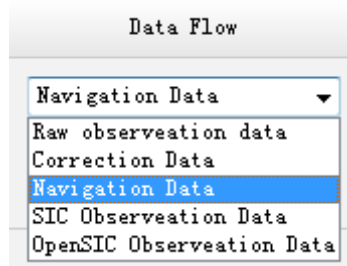 Data Flow
Navigation Data
Raw observeation data
Correction Data
Navigation Data
SIC Observeation Data
OpenSIC Observeation Data